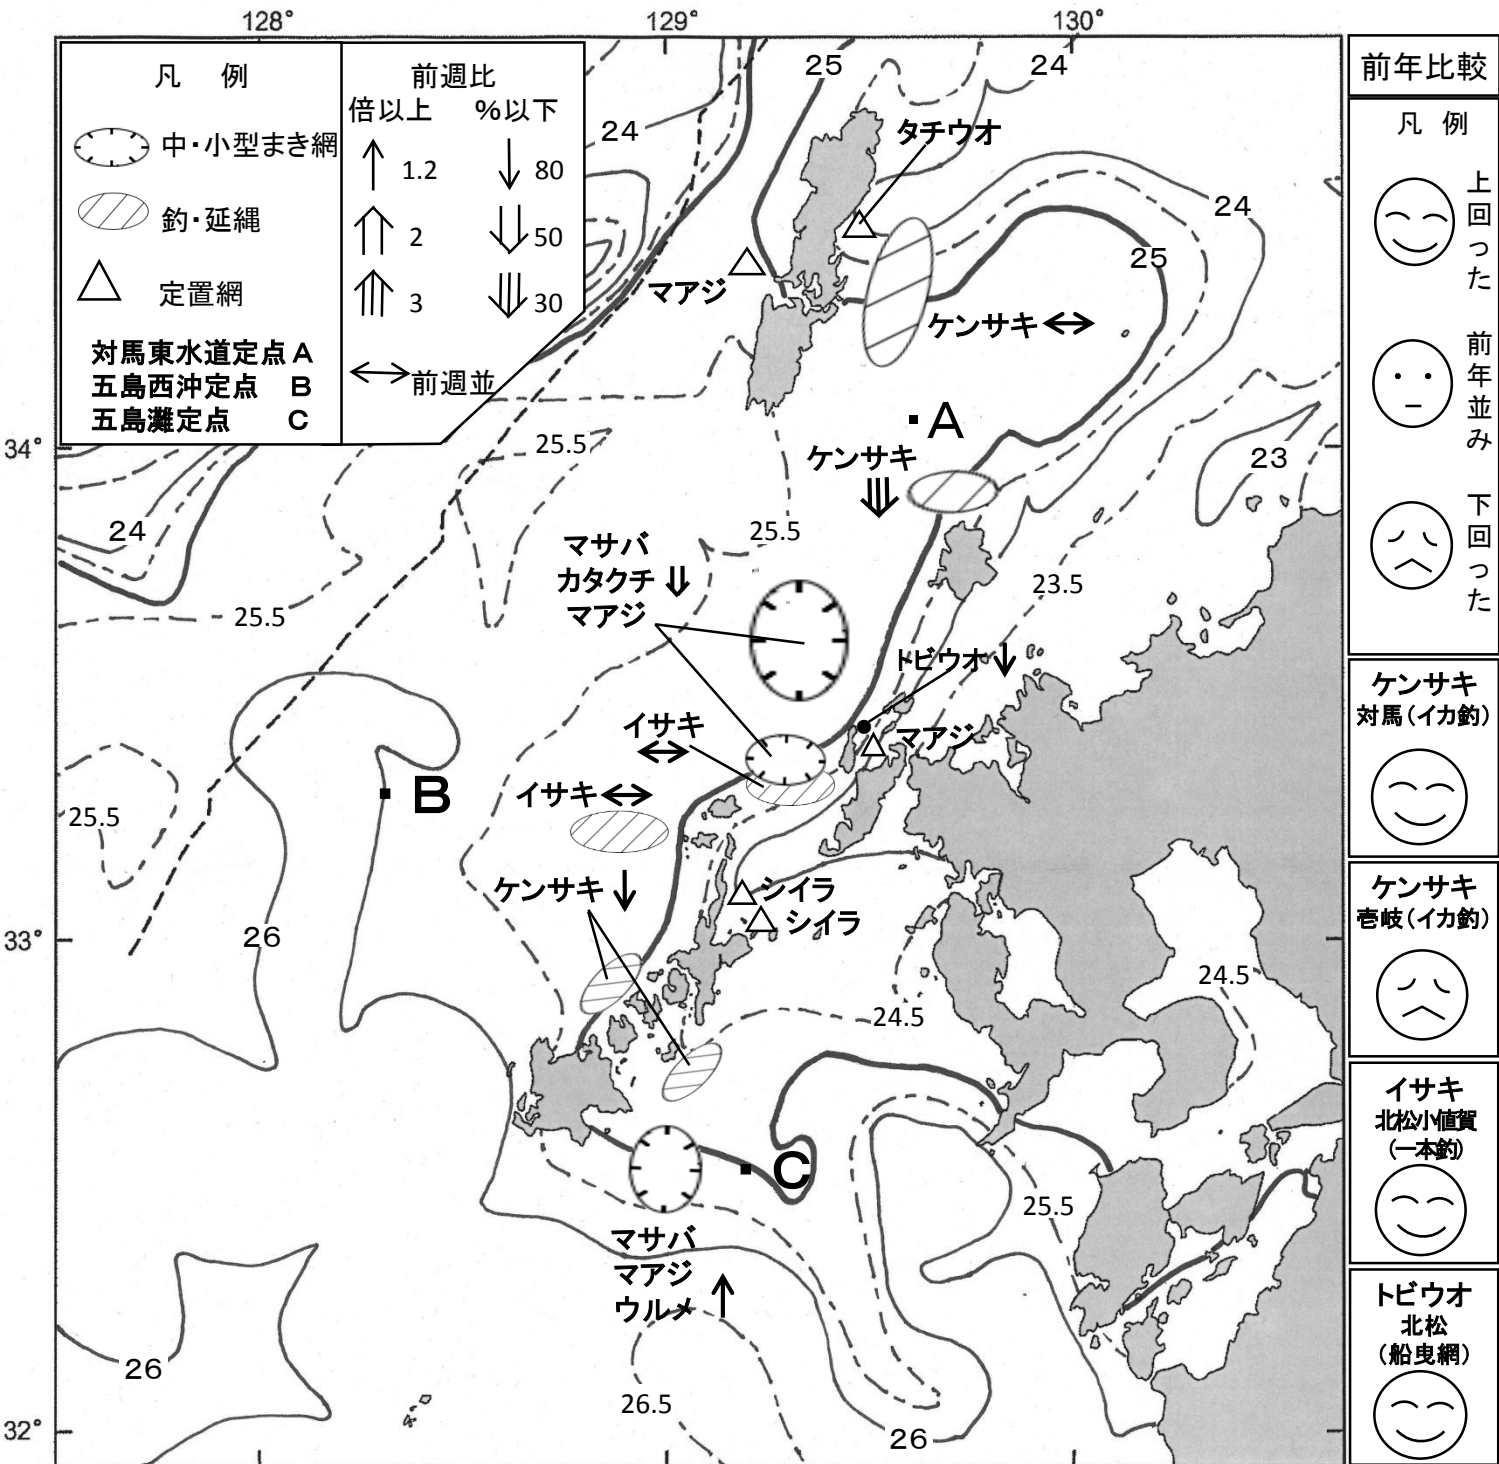 128°
129°
130°
凡 例
中・小型まき網
釣・延縄
定置網
対馬東水道定点 A
五島西沖定点 B
五島灘定点 C
前週比
倍以上 %以下
1.2 80
2 50
3 30
前週並
34°
33°
32°
25
24
24
タチウオ
24
25
マアジ
ケンサキ
A
25.5
ケンサキ
23
24
25.5
マサバ
カタクチ
マアジ
23.5
25.5
トビウオ
イサキ
マアジ
イサキ
B
25.5
ケンサキ
シイラ
シイラ
26
24.5
24.5
C
25.5
マサバ
マアジ
ウルメ
26
26.5
26
前年比較
凡 例
上回った
前年並み
下回った
ケンサキ
対馬(イカ釣)
ケンサキ
壱岐(イカ釣)
イサキ
北松小値賀
(一本釣)
トビウオ
北松
(船曳網)